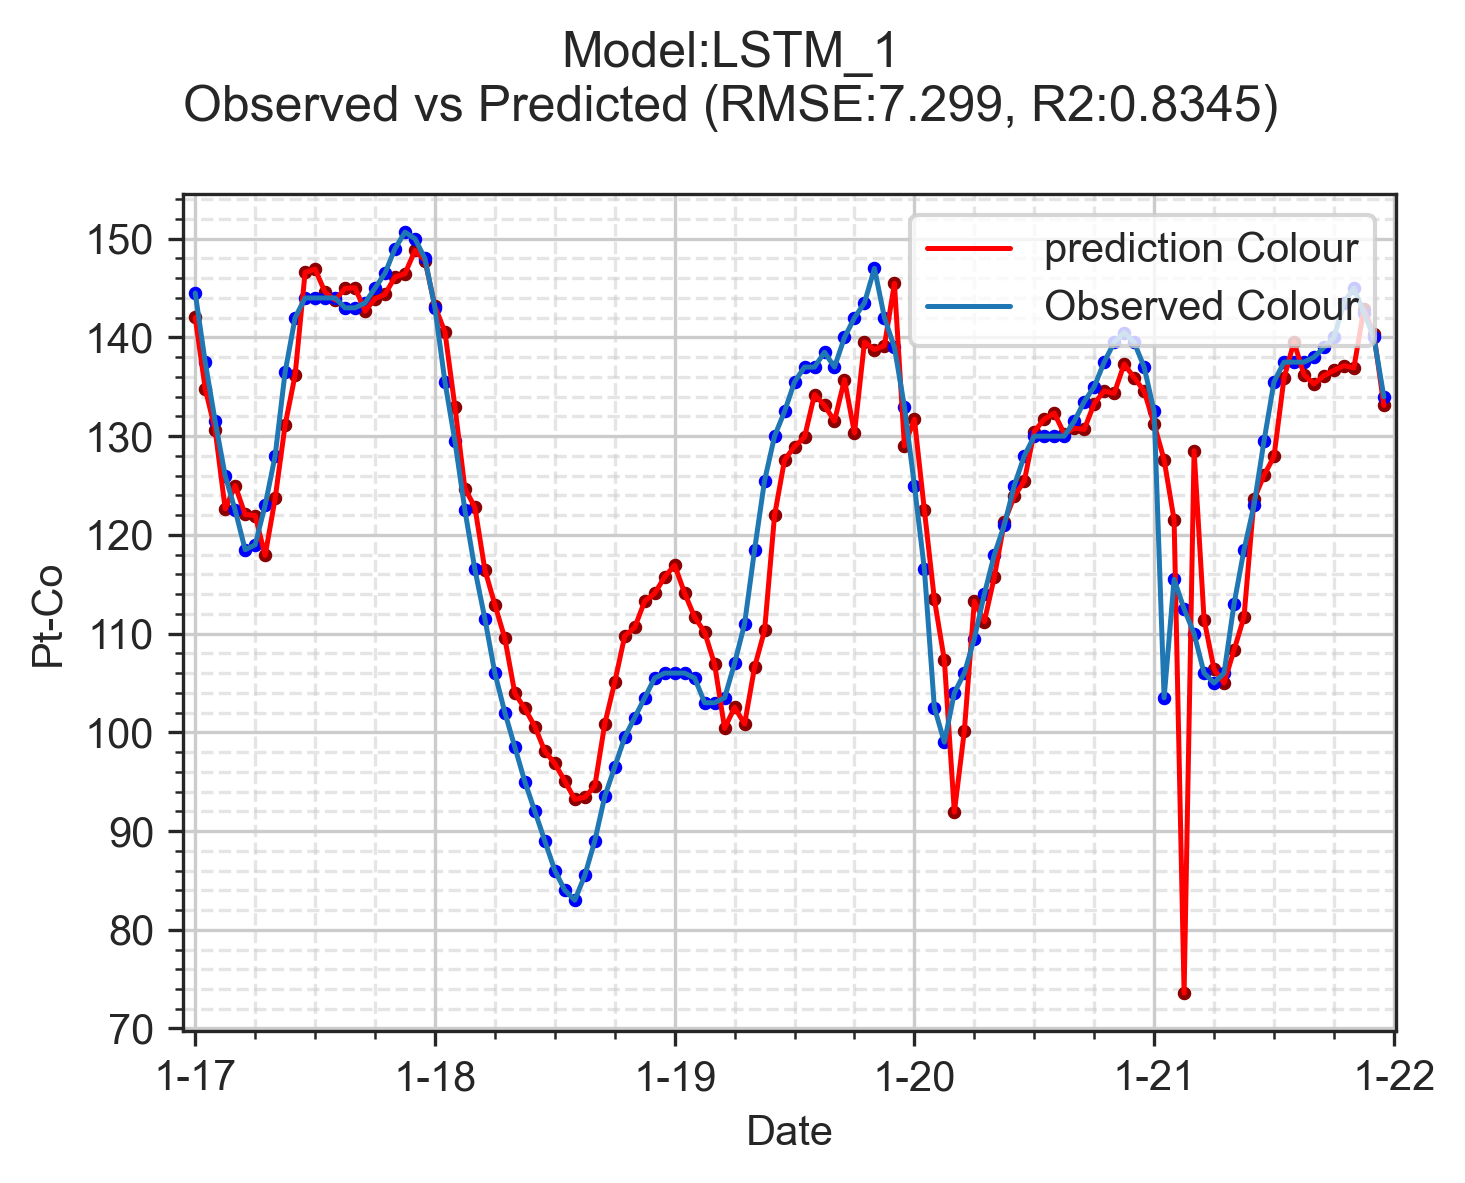 Model:LSTM_1
Observed vs Predicted (RMSE:7.299, R2:0.8345)
prediction Colour
Observed Colour
150
140
130
120
110
100
90
80
70
Pt-Co
1-17 1-18 1-19 1-20 1-21 1-22
Date